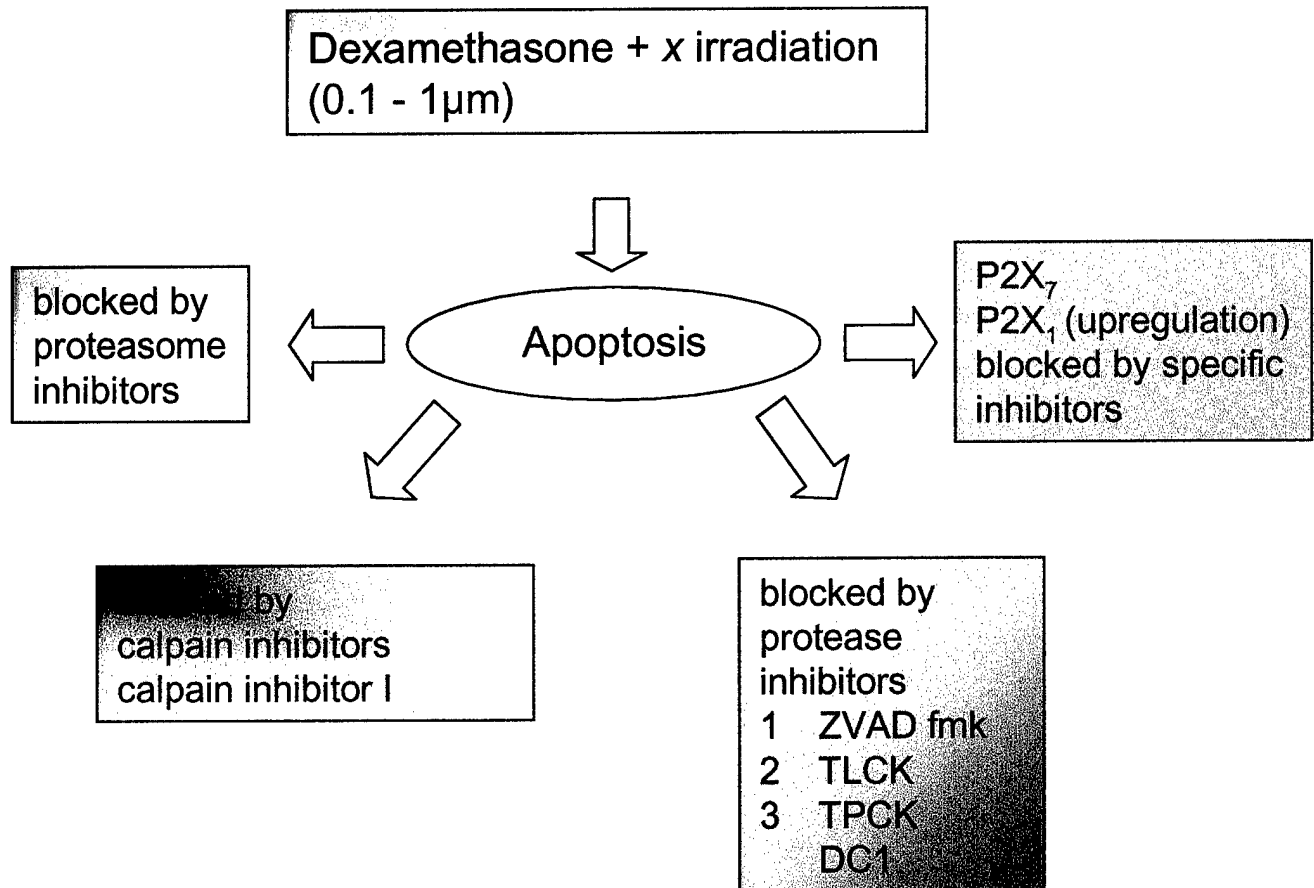 Dexamethasone + x irradiation
(0.1 - 1µm)
blocked by
proteasome
inhibitors
Apoptosis
P2X₇
P2X₁ (upregulation)
blocked by specific
inhibitors
by
calpain inhibitors
calpain inhibitor I
blocked by
protease
inhibitors
1 ZVAD fmk
2 TLCK
3 TPCK
DC1